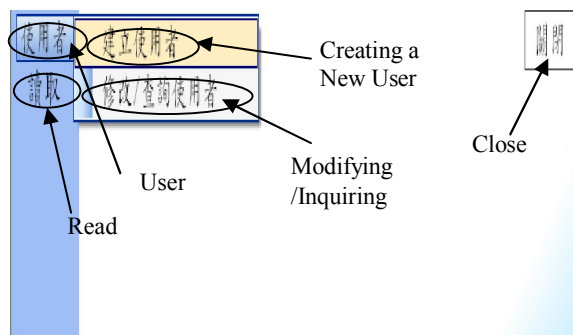 使用者
建立使用者
Creating a
New User
關閉
讀取
修改/查詢使用者
Close
Modifying
/Inquiring
User
Read